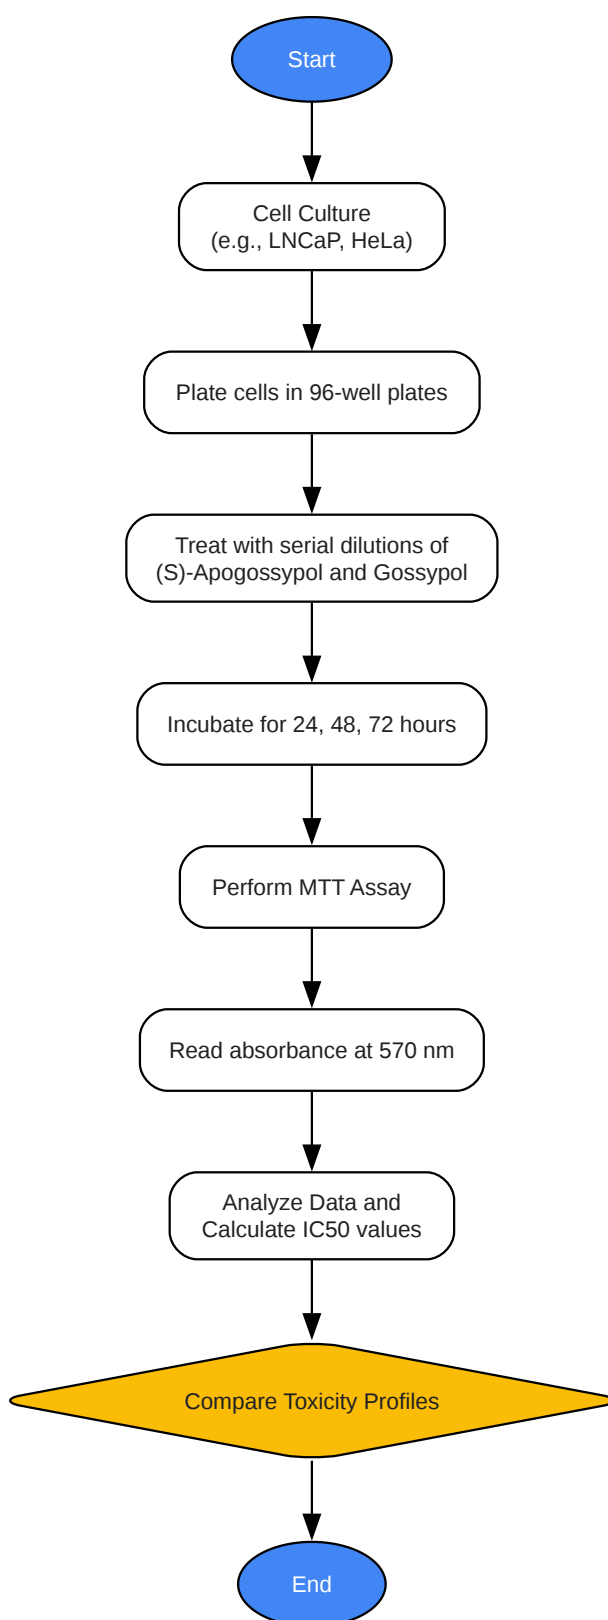 Start
Cell Culture
(e.g., LNCaP, HeLa)
Plate cells in 96-well plates
Treat with serial dilutions of
(S)-Apogossypol and Gossypol
Incubate for 24, 48, 72 hours
Perform MTT Assay
Read absorbance at 570 nm
Analyze Data and
Calculate IC50 values
Compare Toxicity Profiles
End